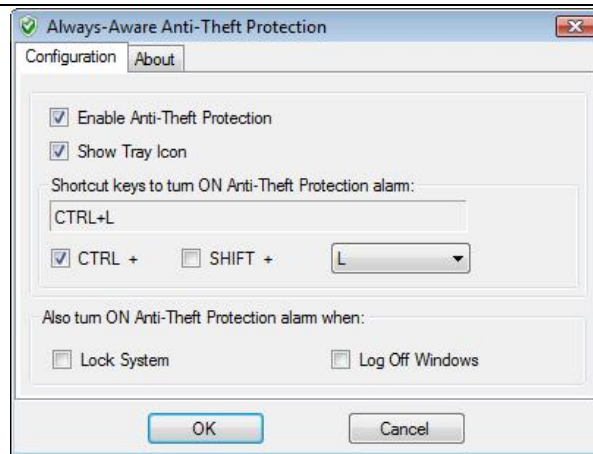 Always-Aware Anti-Theft Protection
Configuration About
Enable Anti-Theft Protection
Show Tray Icon
Shortcut keys to turn ON Anti-Theft Protection alarm:
CTRL+L
CTRL + SHIFT + L
Also turn ON Anti-Theft Protection alarm when:
Lock System Log Off Windows
OK Cancel